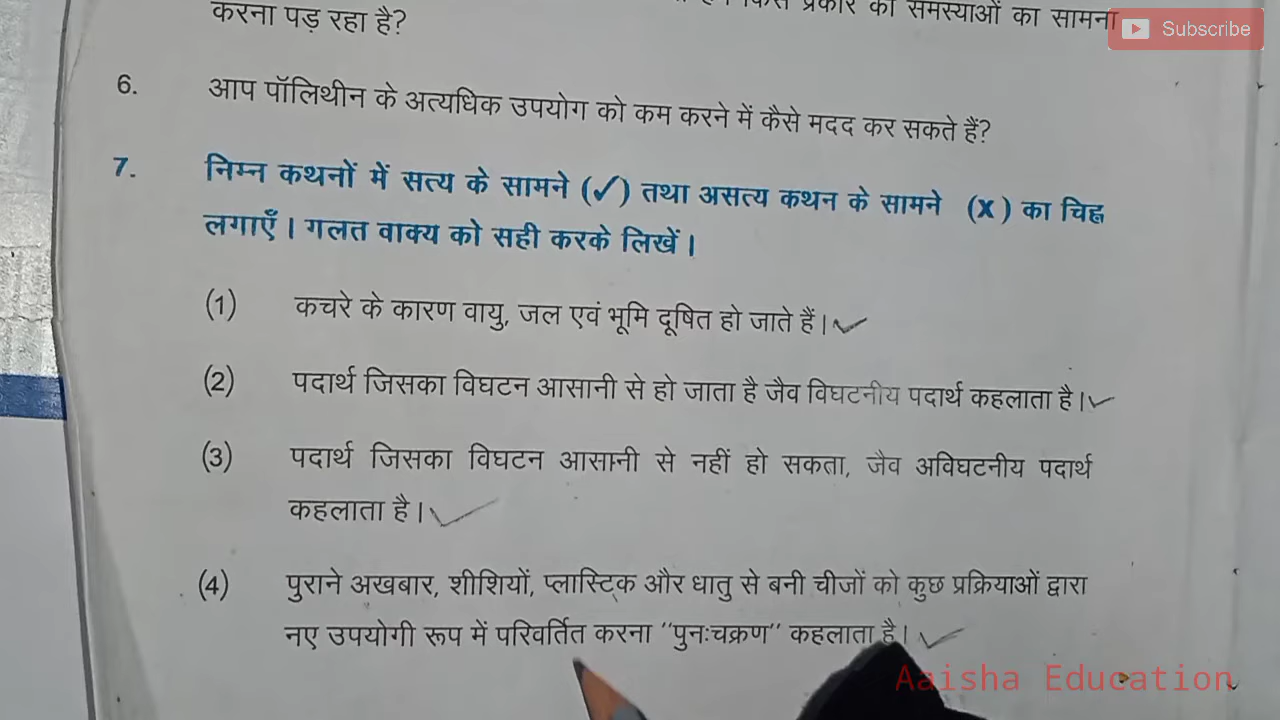 प्रकार की समस्याओं का सामना
करना पड़ रहा है?
Subscribe
6. आप पॉलिथीन के अत्यधिक उपयोग को कम करने में कैसे मदद कर सकते हैं?
7. निम्न कथनों में सत्य के सामने (✓) तथा असत्य कथन के सामने (x) का चिह्न
लगाएँ। गलत वाक्य को सही करके लिखें।
(1) कचरे के कारण वायु, जल एवं भूमि दूषित हो जाते हैं।✓
(2) पदार्थ जिसका विघटन आसानी से हो जाता है जैव विघटनीय पदार्थ कहलाता है।✓
(3) पदार्थ जिसका विघटन आसानी से नहीं हो सकता, जैव अविघटनीय पदार्थ
कहलाता है।✓
(4) पुराने अखबार, शीशियों, प्लास्टिक और धातु से बनी चीजों को कुछ प्रक्रियाओं द्वारा
नए उपयोगी रूप में परिवर्तित करना "पुनःचक्रण" कहलाता है।✓
Aaisha Education